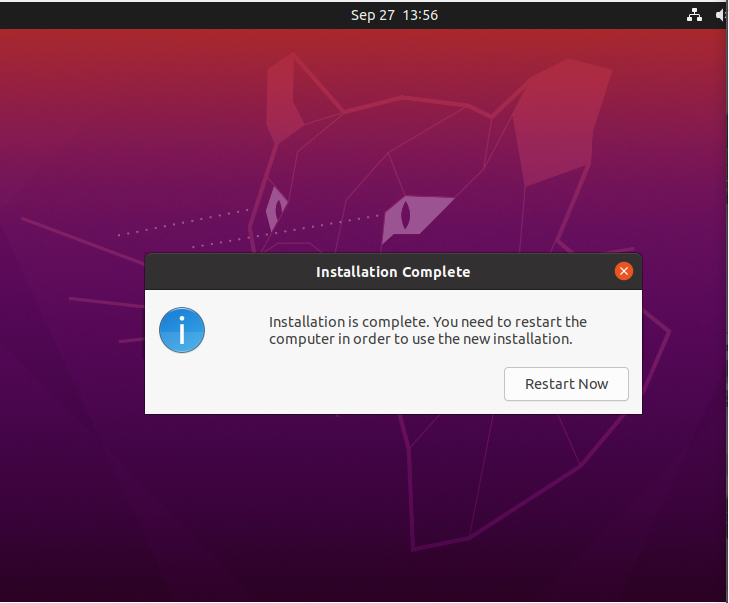 Sep 27 13:56
Installation Complete
Installation is complete. You need to restart the
computer in order to use the new installation.
Restart Now